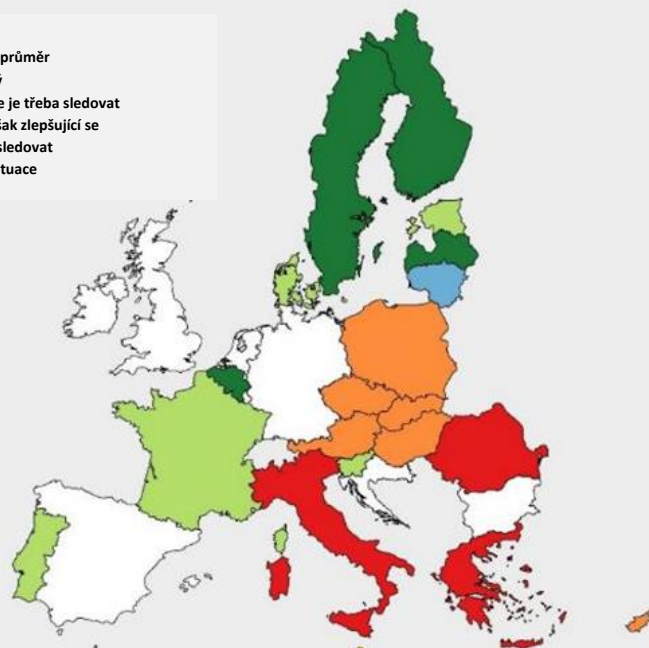 průměr
e je třeba sledovat
šak zlepšující se
sledovat
tuace